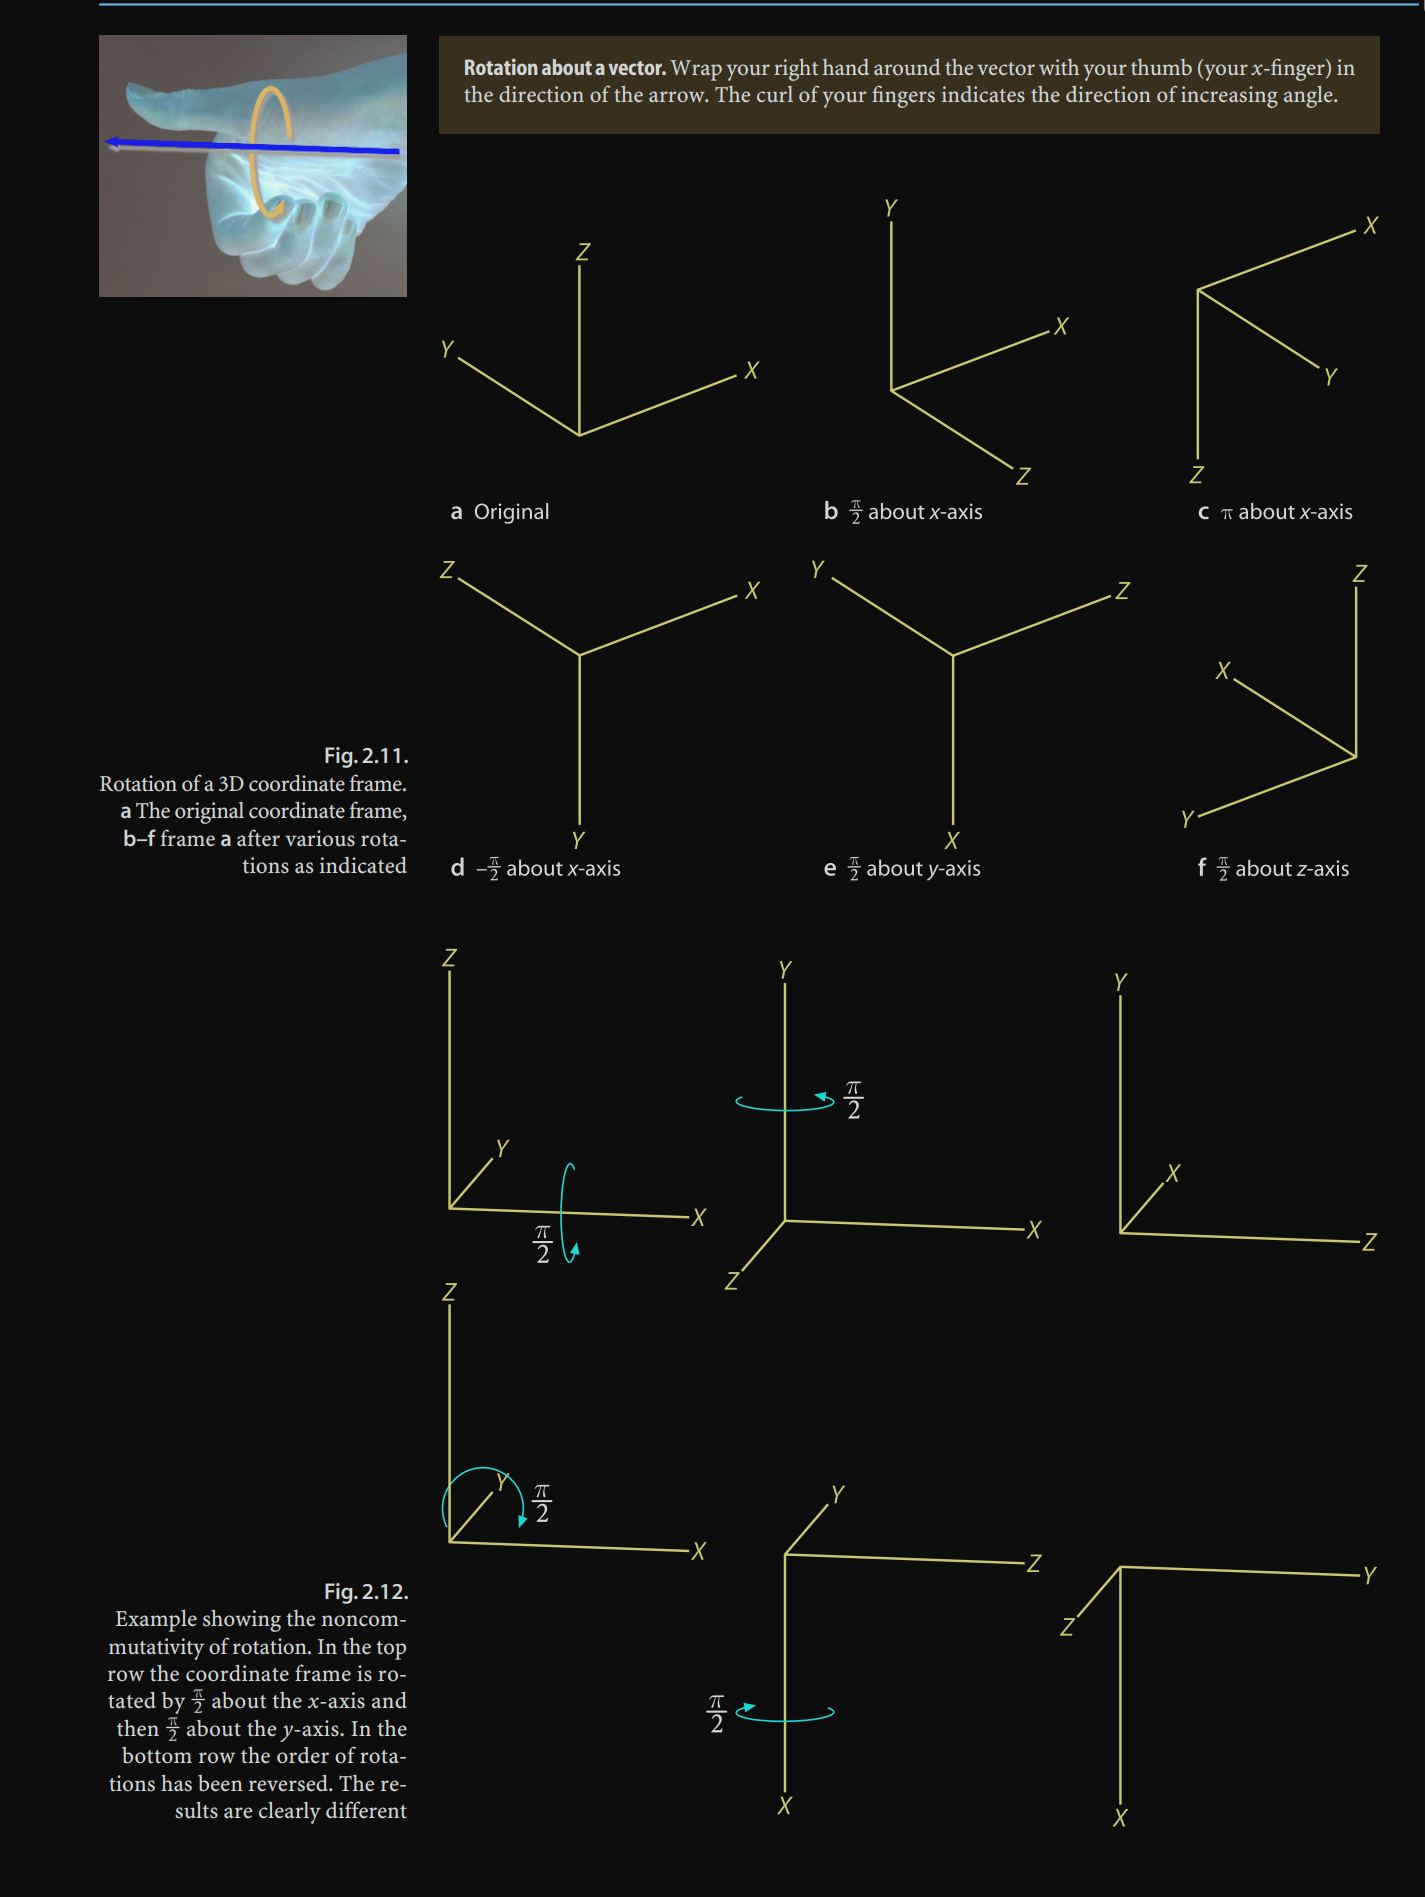 Rotation about a vector. Wrap your right hand around the vector with your thumb (your x-finger) in
the direction of the arrow. The curl of your fingers indicates the direction of increasing angle.
Z
Y
X
a Original
Y
X
Z
b π/2 about x-axis
X
Y
Z
c π about x-axis
Z
X
Y
d –π/2 about x-axis
Y
Z
X
e π/2 about y-axis
Z
X
Y
f π/2 about z-axis
Fig. 2.11.
Rotation of a 3D coordinate frame.
a The original coordinate frame,
b–f frame a after various rota-
tions as indicated
Z
Y
X
π/2
Y
π/2
X
Z
Y
X
Z
Z
Y
π/2
X
Y
Z
π/2
X
Y
Z
X
Fig. 2.12.
Example showing the noncom-
mutativity of rotation. In the top
row the coordinate frame is ro-
tated by π/2 about the x-axis and
then π/2 about the y-axis. In the
bottom row the order of rota-
tions has been reversed. The re-
sults are clearly different